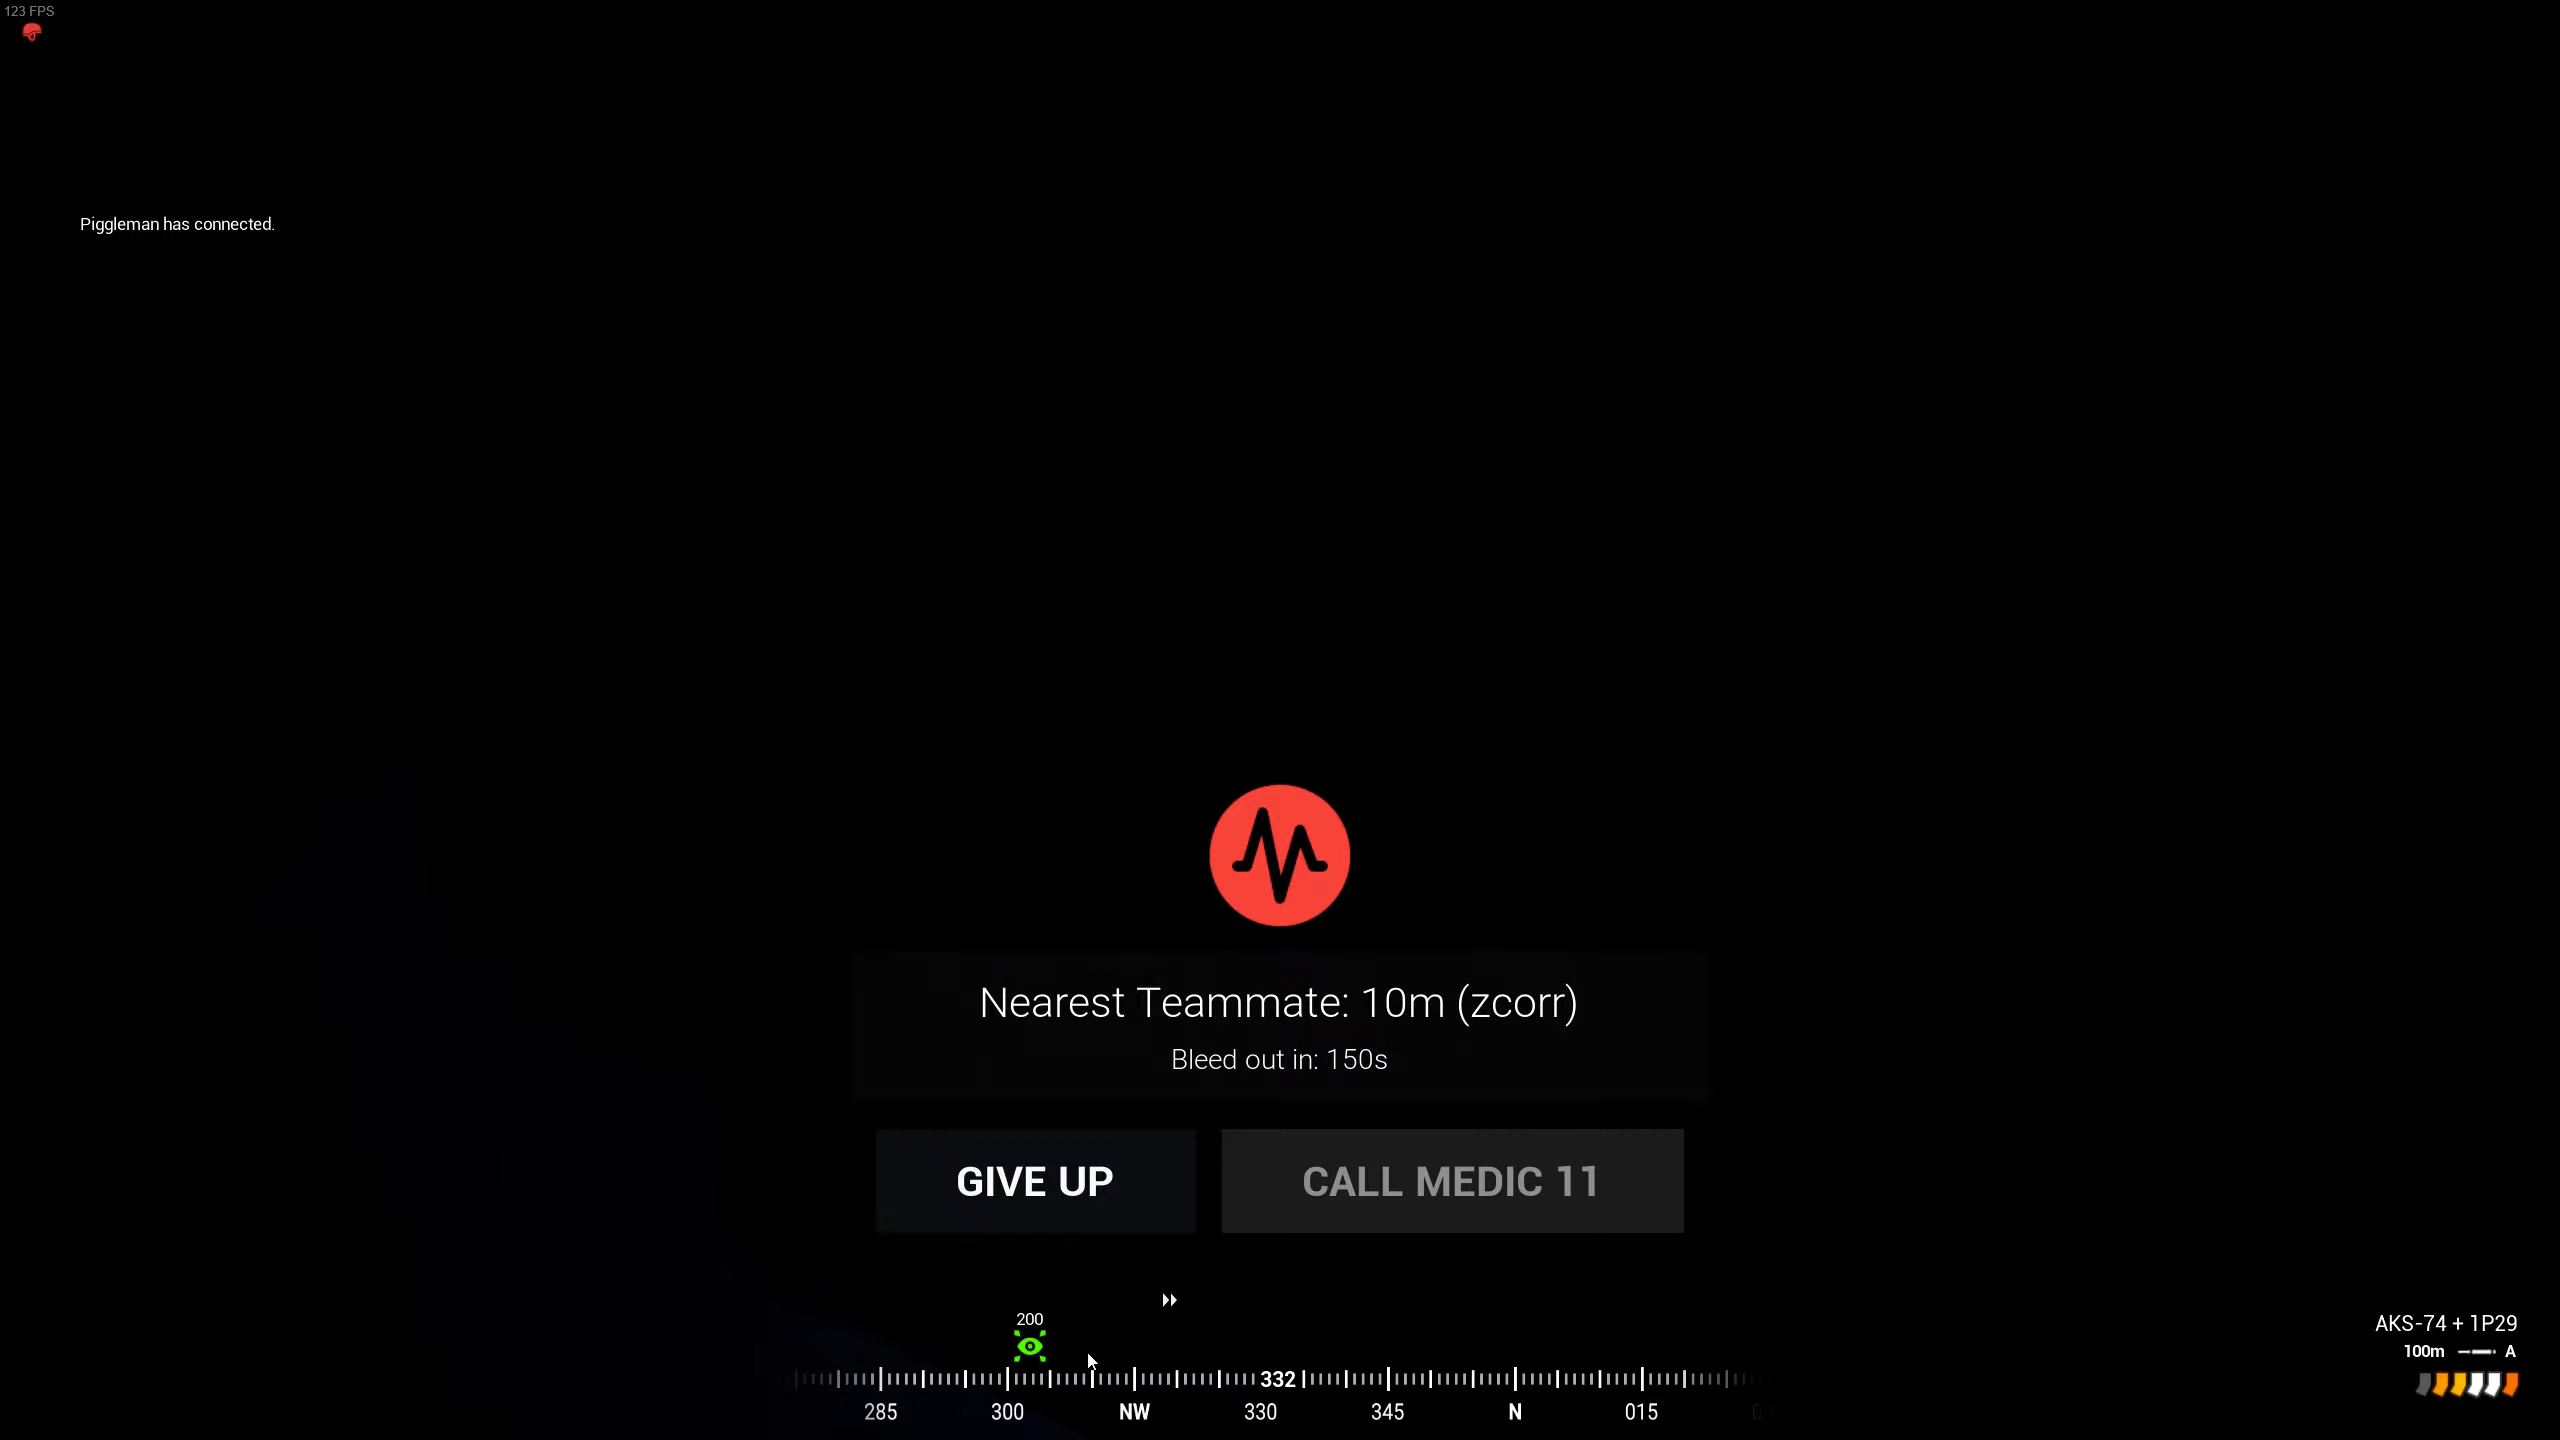 123 FPS
Piggleman has connected.
Nearest Teammate: 10m (zcorr)
Bleed out in: 150s
GIVE UP
CALL MEDIC 11
200
332
285 300 NW 330 345 N 015
AKS-74 + 1P29
100m A